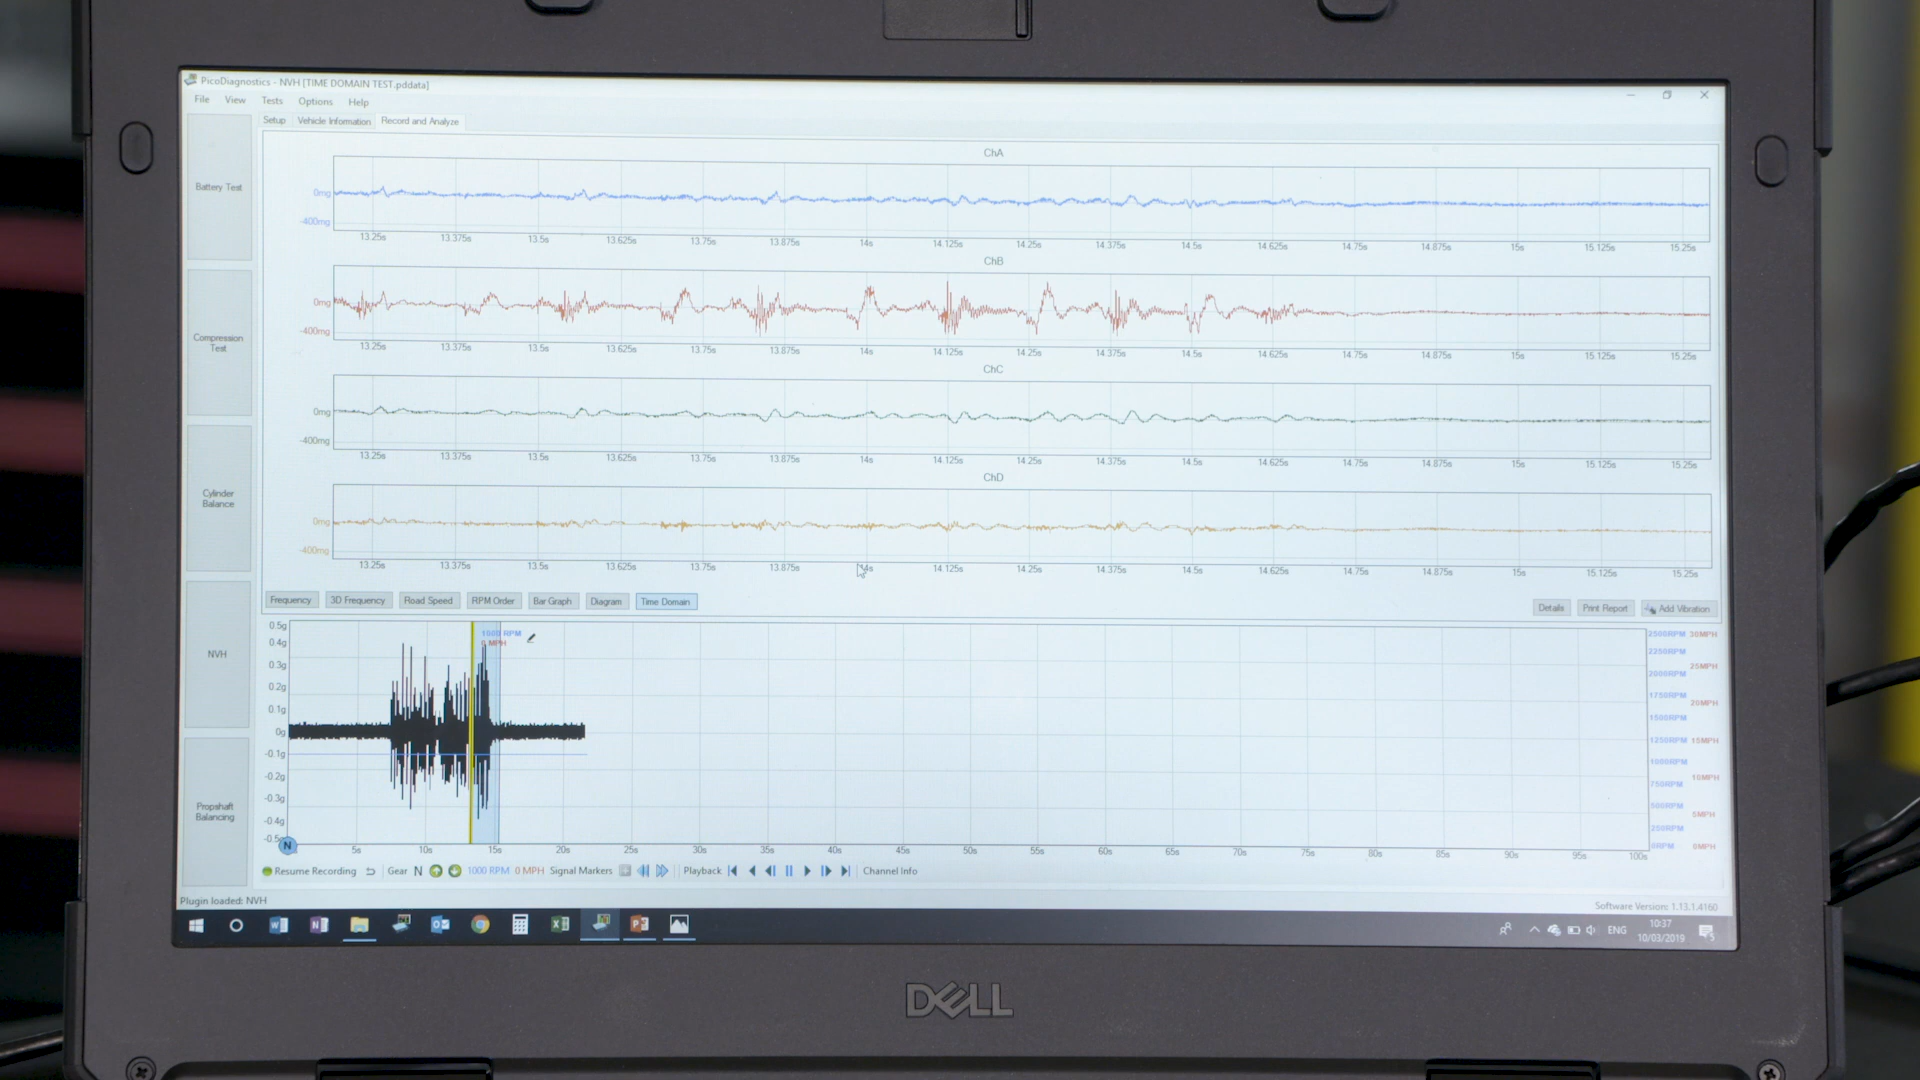 PicoDiagnostics - NVH [TIME DOMAIN TEST.pddata]
File View Tests Options Help
Setup Vehicle Information Record and Analyze
Battery Test
Compression Test
Cylinder Balance
NVH
Propshaft Balancing
ChA
0mg
-400mg
13.25s 13.375s 13.5s 13.625s 13.75s 13.875s 14s 14.125s 14.25s 14.375s 14.5s 14.625s 14.75s 14.875s 15s 15.125s 15.25s
ChB
0mg
-400mg
13.25s 13.375s 13.5s 13.625s 13.75s 13.875s 14s 14.125s 14.25s 14.375s 14.5s 14.625s 14.75s 14.875s 15s 15.125s 15.25s
ChC
0mg
-400mg
13.25s 13.375s 13.5s 13.625s 13.75s 13.875s 14s 14.125s 14.25s 14.375s 14.5s 14.625s 14.75s 14.875s 15s 15.125s 15.25s
ChD
0mg
-400mg
13.25s 13.375s 13.5s 13.625s 13.75s 13.875s 14s 14.125s 14.25s 14.375s 14.5s 14.625s 14.75s 14.875s 15s 15.125s 15.25s
Frequency 3D Frequency Road Speed RPM Order Bar Graph Diagram Time Domain Details Print Report Add Vibration
0.5g
0.4g
0.3g
0.2g
0.1g
0g
-0.1g
-0.2g
-0.3g
-0.4g
1000 RPM
0 MPH
2500RPM 30MPH
2250RPM
25MPH
2000RPM
1750RPM
20MPH
1500RPM
1250RPM 15MPH
1000RPM
10MPH
750RPM
500RPM
5MPH
250RPM
0RPM 0MPH
N
5s 10s 15s 20s 25s 30s 35s 40s 45s 50s 55s 60s 65s 70s 75s 80s 85s 90s 95s 100s
Resume Recording Gear N 1000 RPM 0 MPH Signal Markers Playback Channel Info
Plugin loaded: NVH
Software Version: 1.13.1.4160
ENG
10:37
10/03/2019
DELL